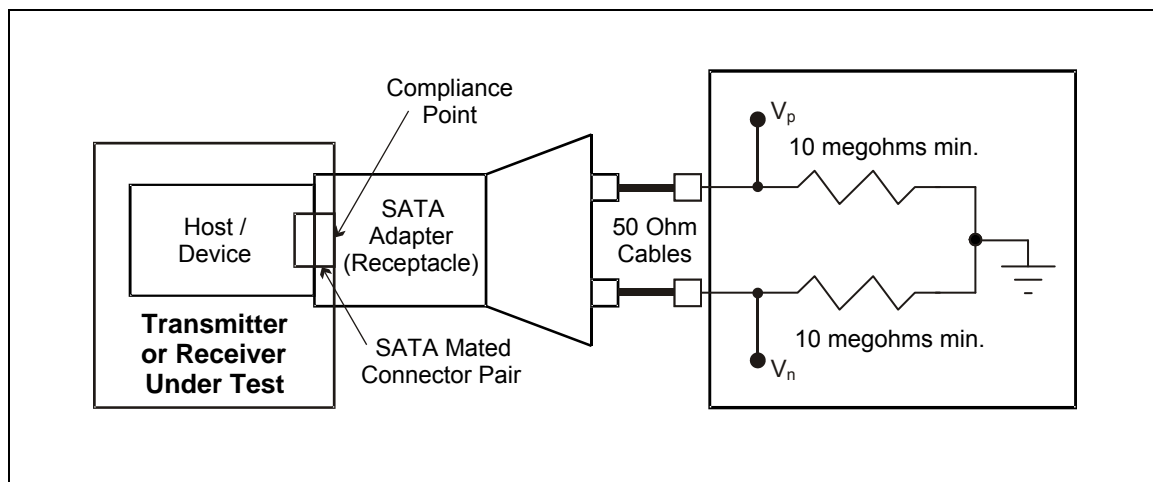 Compliance
Point
Vp
10 megohms min.
Host /
Device
SATA
Adapter
(Receptacle)
50 Ohm
Cables
Transmitter
or Receiver
Under Test
SATA Mated
Connector Pair
10 megohms min.
Vn